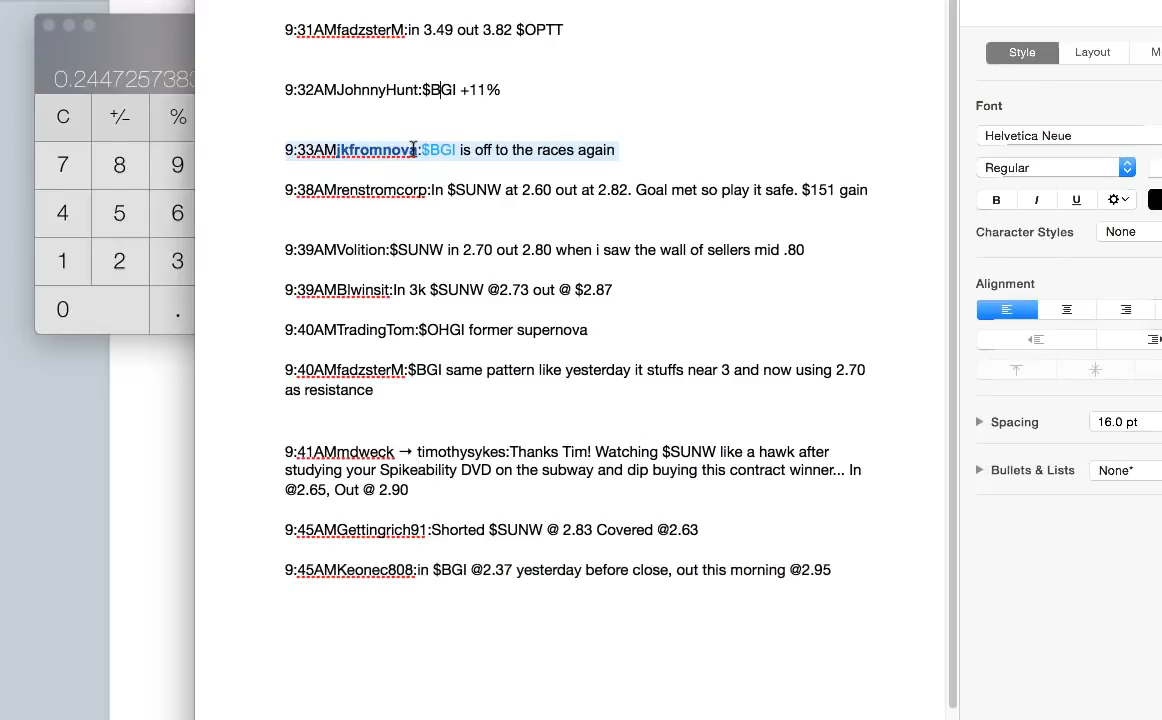 9:31AMfadzsterM:in 3.49 out 3.82 $OPTT
9:32AMJohnnyHunt:$BGI +11%
9:33AMjkfromnova:$BGI is off to the races again
9:38AMrenstromcorp:In $SUNW at 2.60 out at 2.82. Goal met so play it safe. $151 gain
9:39AMVolition:$SUNW in 2.70 out 2.80 when i saw the wall of sellers mid .80
9:39AMBlwinsit:In 3k $SUNW @2.73 out @ $2.87
9:40AMTradingTom:$OHGI former supernova
9:40AMfadzsterM:$BGI same pattern like yesterday it stuffs near 3 and now using 2.70
as resistance
9:41AMmdweck → timothysykes:Thanks Tim! Watching $SUNW like a hawk after
studying your Spikeability DVD on the subway and dip buying this contract winner... In
@2.65, Out @ 2.90
9:45AMGettingrich91:Shorted $SUNW @ 2.83 Covered @2.63
9:45AMKeonec808:in $BGI @2.37 yesterday before close, out this morning @2.95
0.2447257383
C +/− %
7 8 9
4 5 6
1 2 3
0 .
Style Layout M
Font
Helvetica Neue
Regular
B I U
Character Styles None
Alignment
Spacing 16.0 pt
Bullets & Lists None*